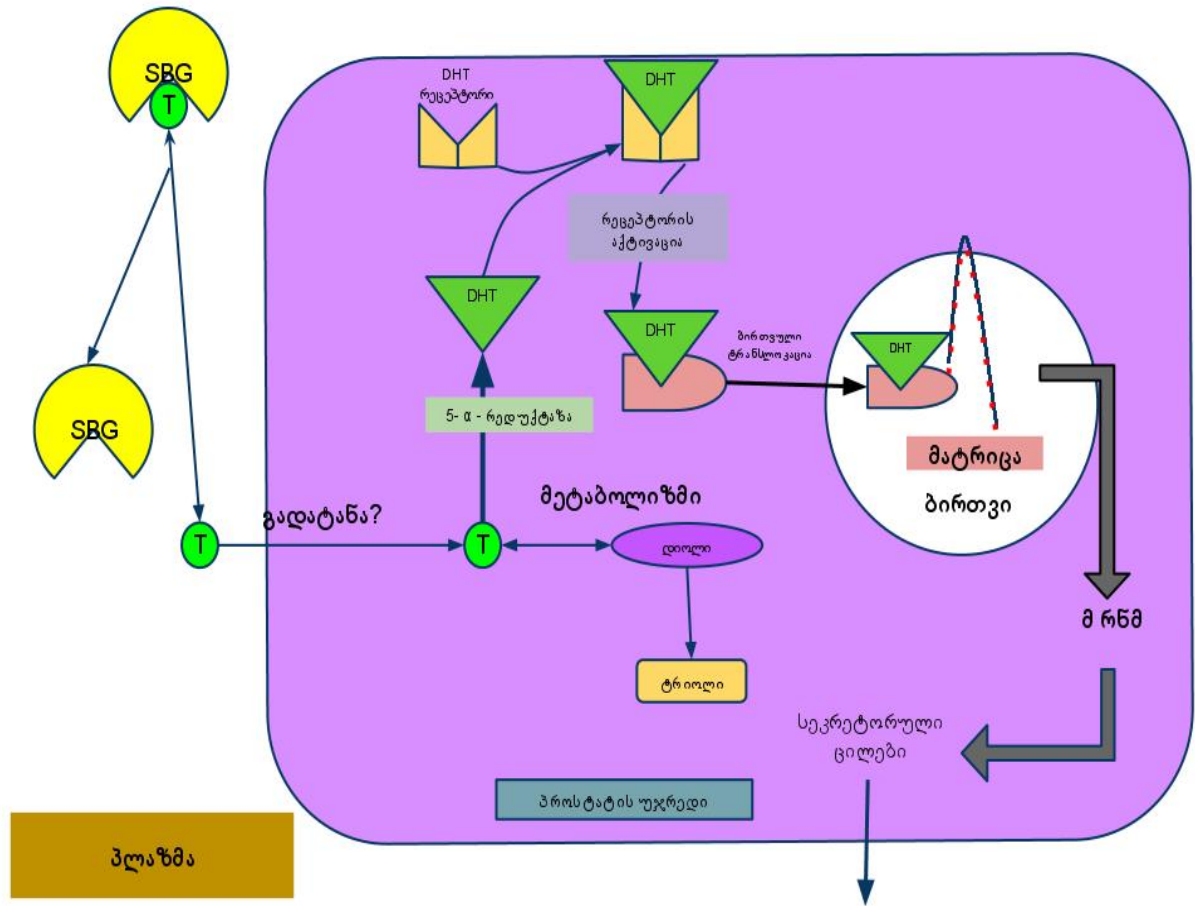 SBG
T
DHT
რეცეპტორი
DHT
რეცეპტორის
აქტივაცია
DHT
DHT
ბირთვული
ტრანსლოკაცია
DHT
5- α - რედუქტაზა
SBG
მატრიცა
ბირთვი
გადატანა?
მეტაბოლიზმი
T
T
დიოლი
მ რნმ
ტრიოლი
სეკრეტორული
ცილები
პროსტატის უჯრედი
პლაზმა